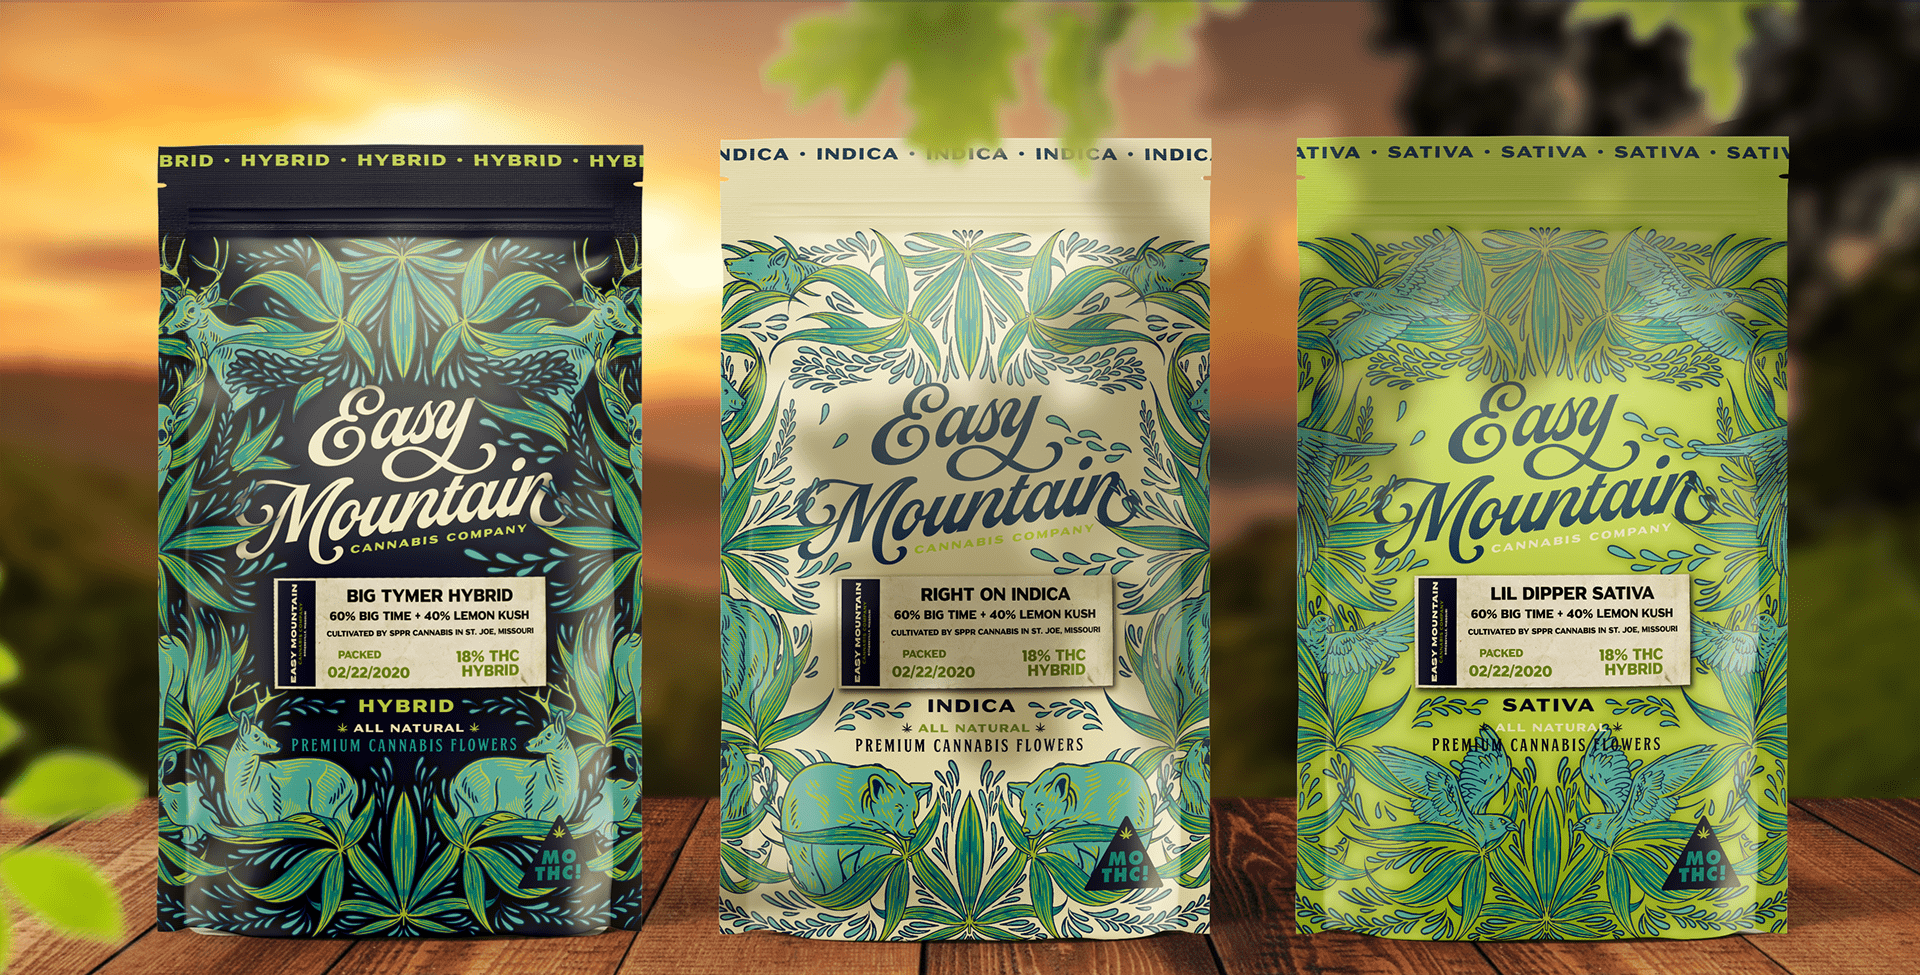 BRID • HYBRID • HYBRID • HYBRID • HYBI
Easy
Mountain
CANNABIS COMPANY
EASY MOUNTAIN
BIG TYMER HYBRID
60% BIG TIME + 40% LEMON KUSH
CULTIVATED BY SPPR CANNABIS IN ST. JOE, MISSOURI
PACKED
02/22/2020
18% THC
HYBRID
HYBRID
ALL NATURAL
PREMIUM CANNABIS FLOWERS
MO
THC!
NDICA • INDICA • INDICA • INDICA • INDIC
Easy
Mountain
CANNABIS COMPANY
EASY MOUNTAIN
RIGHT ON INDICA
60% BIG TIME + 40% LEMON KUSH
CULTIVATED BY SPPR CANNABIS IN ST. JOE, MISSOURI
PACKED
02/22/2020
18% THC
HYBRID
INDICA
ALL NATURAL
PREMIUM CANNABIS FLOWERS
MO
THC!
ATIVA • SATIVA • SATIVA • SATIVA • SATIV
Easy
Mountain
CANNABIS COMPANY
EASY MOUNTAIN
LIL DIPPER SATIVA
60% BIG TIME + 40% LEMON KUSH
CULTIVATED BY SPPR CANNABIS IN ST. JOE, MISSOURI
PACKED
02/22/2020
18% THC
HYBRID
SATIVA
ALL NATURAL
PREMIUM CANNABIS FLOWERS
MO
THC!